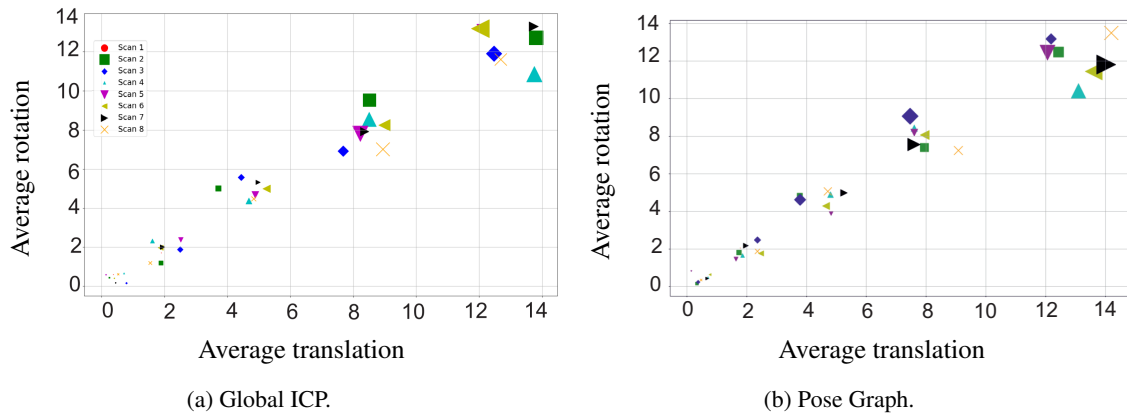 14
12
10
8
6
4
2
0
Average rotation
Scan 1
Scan 2
Scan 3
Scan 4
Scan 5
Scan 6
Scan 7
Scan 8
0 2 4 6 8 10 12 14
Average translation
(a) Global ICP.
14
12
10
8
6
4
2
0
Average rotation
0 2 4 6 8 10 12 14
Average translation
(b) Pose Graph.